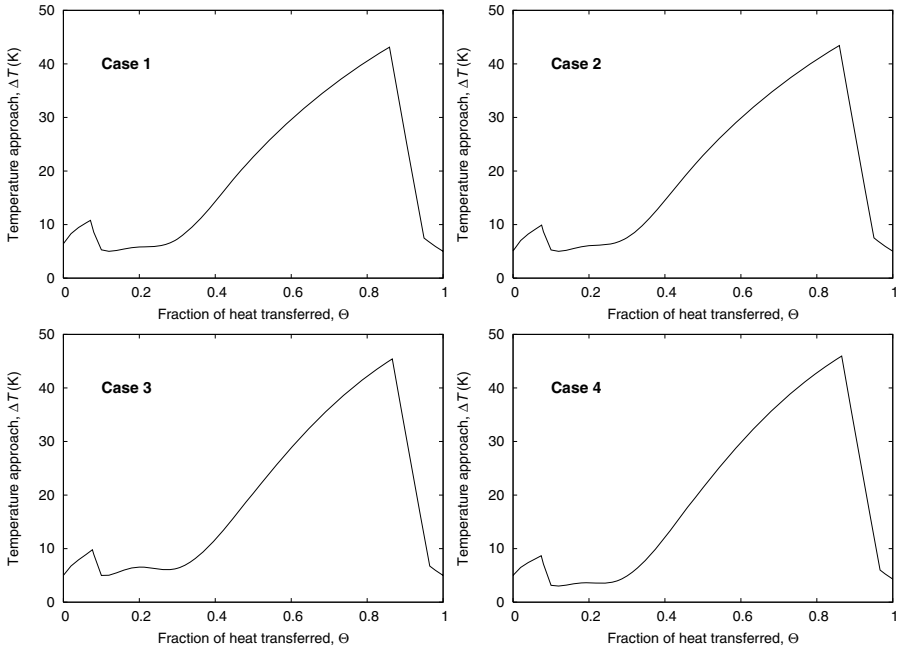 50
40
30
20
10
0
Temperature approach, ΔT (K)
Case 1
0 0.2 0.4 0.6 0.8 1
Fraction of heat transferred, Θ
50
40
30
20
10
0
Temperature approach, ΔT (K)
Case 2
0 0.2 0.4 0.6 0.8 1
Fraction of heat transferred, Θ
50
40
30
20
10
0
Temperature approach, ΔT (K)
Case 3
0 0.2 0.4 0.6 0.8 1
Fraction of heat transferred, Θ
50
40
30
20
10
0
Temperature approach, ΔT (K)
Case 4
0 0.2 0.4 0.6 0.8 1
Fraction of heat transferred, Θ